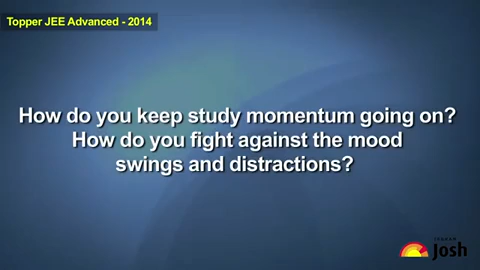 Topper JEE Advanced - 2014
How do you keep study momentum going on?
How do you fight against the mood
swings and distractions?
JAGRAN
Josh